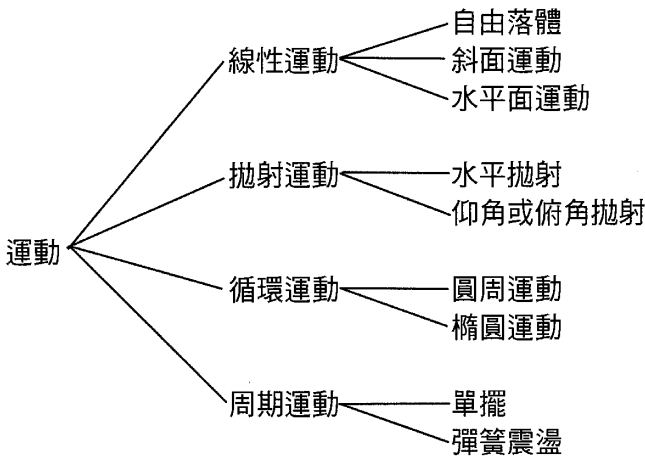 運動
線性運動
自由落體
斜面運動
水平面運動
拋射運動
水平拋射
仰角或俯角拋射
循環運動
圓周運動
橢圓運動
周期運動
單擺
彈簧震盪